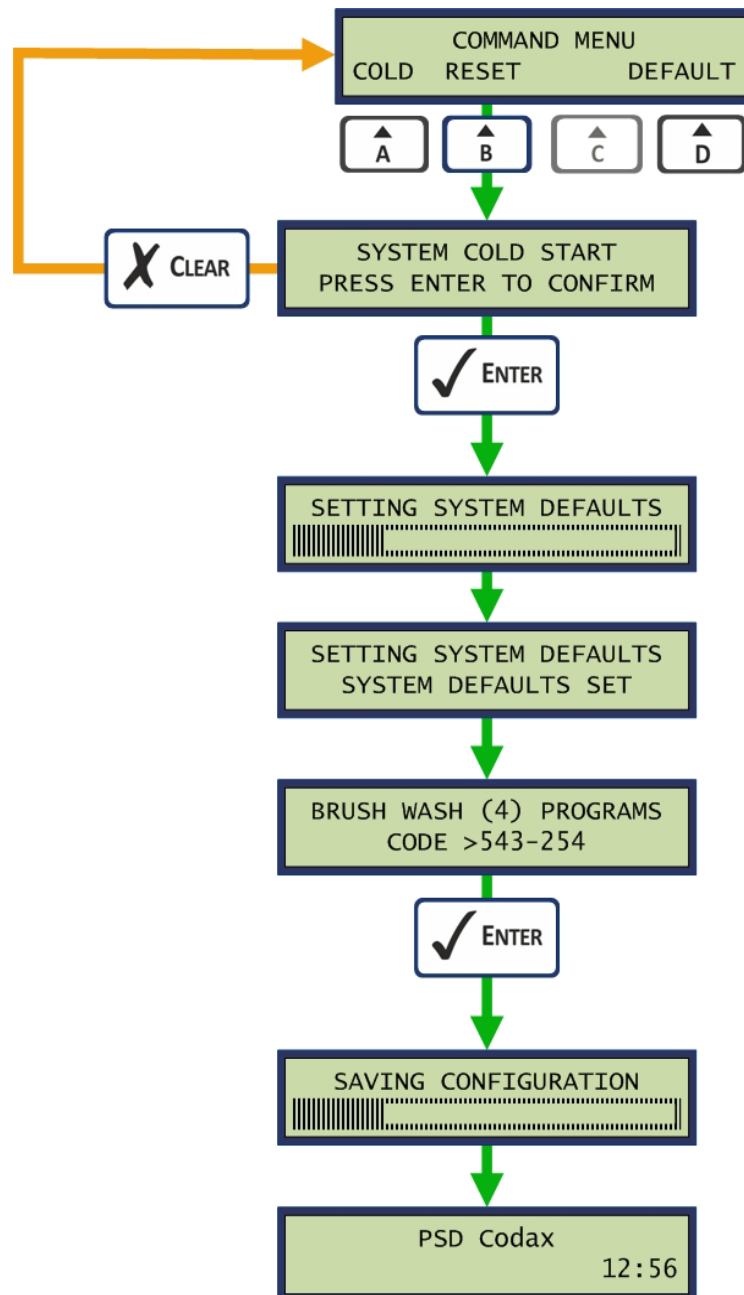 COMMAND MENU
COLD RESET DEFAULT
A B C D
SYSTEM COLD START
PRESS ENTER TO CONFIRM
CLEAR
ENTER
SETTING SYSTEM DEFAULTS
SETTING SYSTEM DEFAULTS
SYSTEM DEFAULTS SET
BRUSH WASH (4) PROGRAMS
CODE >543-254
ENTER
SAVING CONFIGURATION
PSD Codax
12:56